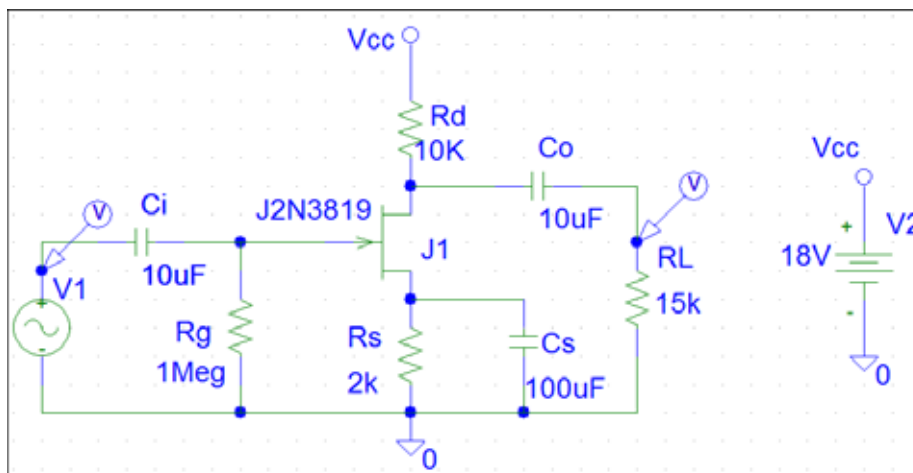 Vcc
Rd
10K
Co
10uF
Vcc
V
Ci
10uF
J2N3819
J1
V
V2
+
18V
-
V1
+
-
Rg
1Meg
Rs
2k
Cs
100uF
RL
15k
0
0